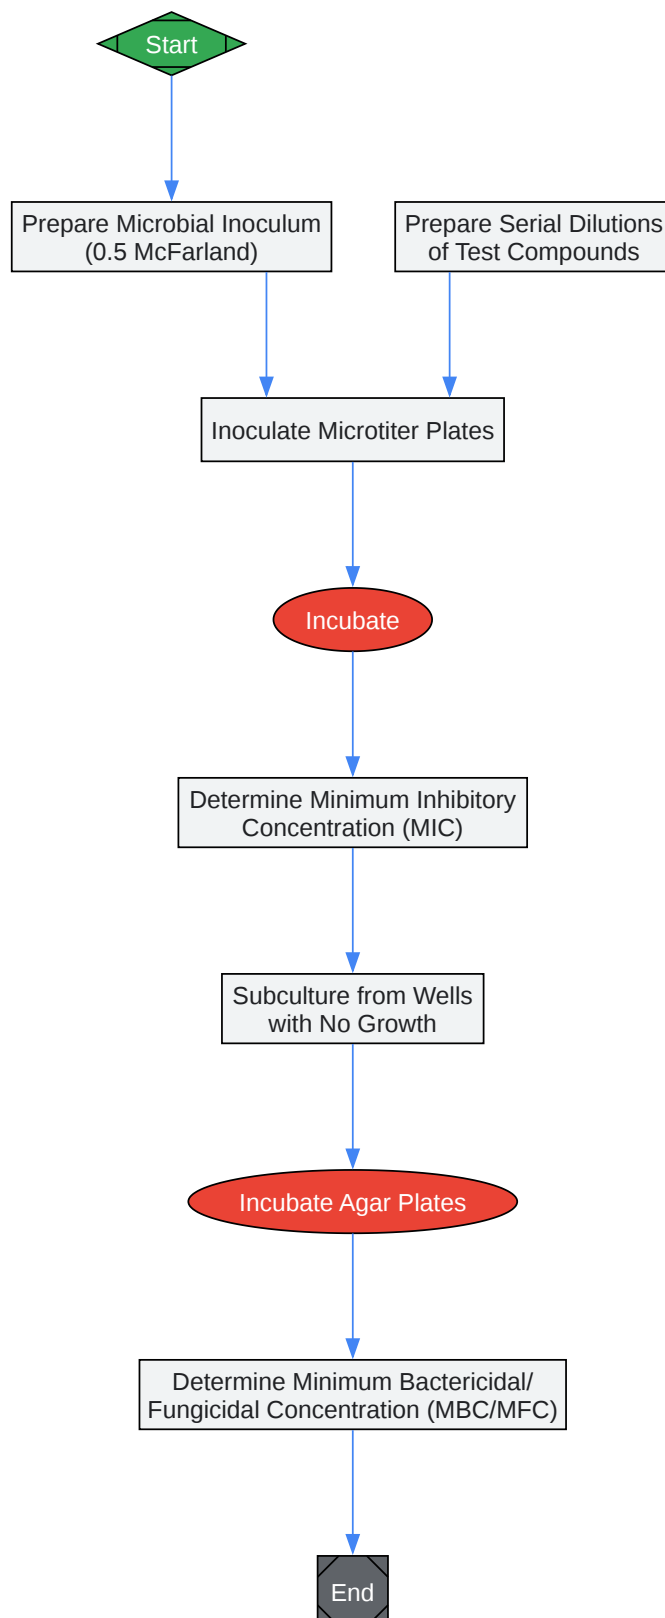 Start
Prepare Microbial Inoculum
(0.5 McFarland)
Prepare Serial Dilutions
of Test Compounds
Inoculate Microtiter Plates
Incubate
Determine Minimum Inhibitory
Concentration (MIC)
Subculture from Wells
with No Growth
Incubate Agar Plates
Determine Minimum Bactericidal/
Fungicidal Concentration (MBC/MFC)
End